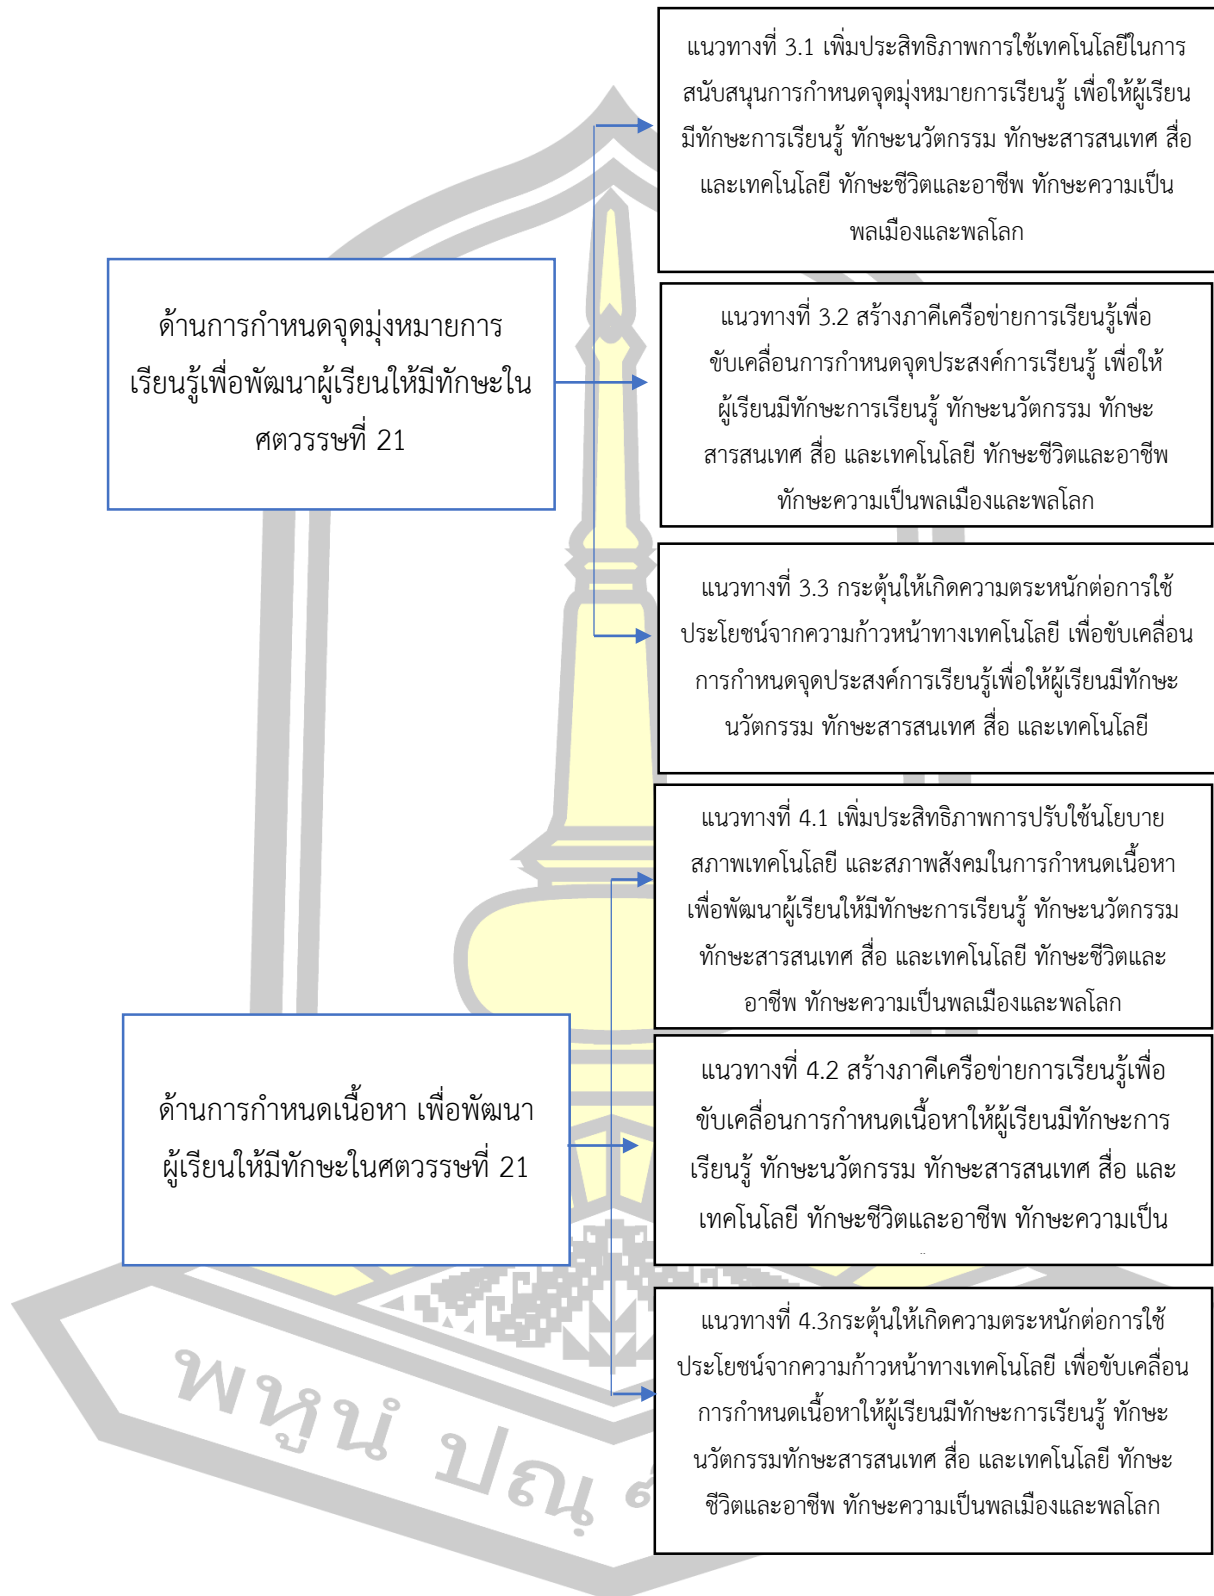 แนวทางที่ 3.1 เพิ่มประสิทธิภาพการใช้เทคโนโลยีในการ
สนับสนุนการกำหนดจุดมุ่งหมายการเรียนรู้ เพื่อให้ผู้เรียน
มีทักษะการเรียนรู้ ทักษะนวัตกรรม ทักษะสารสนเทศ สื่อ
และเทคโนโลยี ทักษะชีวิตและอาชีพ ทักษะความเป็น
พลเมืองและพลโลก
ด้านการกำหนดจุดมุ่งหมายการ
เรียนรู้เพื่อพัฒนาผู้เรียนให้มีทักษะใน
ศตวรรษที่ 21
แนวทางที่ 3.2 สร้างภาคีเครือข่ายการเรียนรู้เพื่อ
ขับเคลื่อนการกำหนดจุดประสงค์การเรียนรู้ เพื่อให้
ผู้เรียนมีทักษะการเรียนรู้ ทักษะนวัตกรรม ทักษะ
สารสนเทศ สื่อ และเทคโนโลยี ทักษะชีวิตและอาชีพ
ทักษะความเป็นพลเมืองและพลโลก
แนวทางที่ 3.3 กระตุ้นให้เกิดความตระหนักต่อการใช้
ประโยชน์จากความก้าวหน้าทางเทคโนโลยี เพื่อขับเคลื่อน
การกำหนดจุดประสงค์การเรียนรู้เพื่อให้ผู้เรียนมีทักษะ
นวัตกรรม ทักษะสารสนเทศ สื่อ และเทคโนโลยี
แนวทางที่ 4.1 เพิ่มประสิทธิภาพการปรับใช้นโยบาย
สภาพเทคโนโลยี และสภาพสังคมในการกำหนดเนื้อหา
เพื่อพัฒนาผู้เรียนให้มีทักษะการเรียนรู้ ทักษะนวัตกรรม
ทักษะสารสนเทศ สื่อ และเทคโนโลยี ทักษะชีวิตและ
อาชีพ ทักษะความเป็นพลเมืองและพลโลก
ด้านการกำหนดเนื้อหา เพื่อพัฒนา
ผู้เรียนให้มีทักษะในศตวรรษที่ 21
แนวทางที่ 4.2 สร้างภาคีเครือข่ายการเรียนรู้เพื่อ
ขับเคลื่อนการกำหนดเนื้อหาให้ผู้เรียนมีทักษะการ
เรียนรู้ ทักษะนวัตกรรม ทักษะสารสนเทศ สื่อ และ
เทคโนโลยี ทักษะชีวิตและอาชีพ ทักษะความเป็น
แนวทางที่ 4.3กระตุ้นให้เกิดความตระหนักต่อการใช้
ประโยชน์จากความก้าวหน้าทางเทคโนโลยี เพื่อขับเคลื่อน
การกำหนดเนื้อหาให้ผู้เรียนมีทักษะการเรียนรู้ ทักษะ
นวัตกรรมทักษะสารสนเทศ สื่อ และเทคโนโลยี ทักษะ
ชีวิตและอาชีพ ทักษะความเป็นพลเมืองและพลโลก
พหูนํ ปณฺ